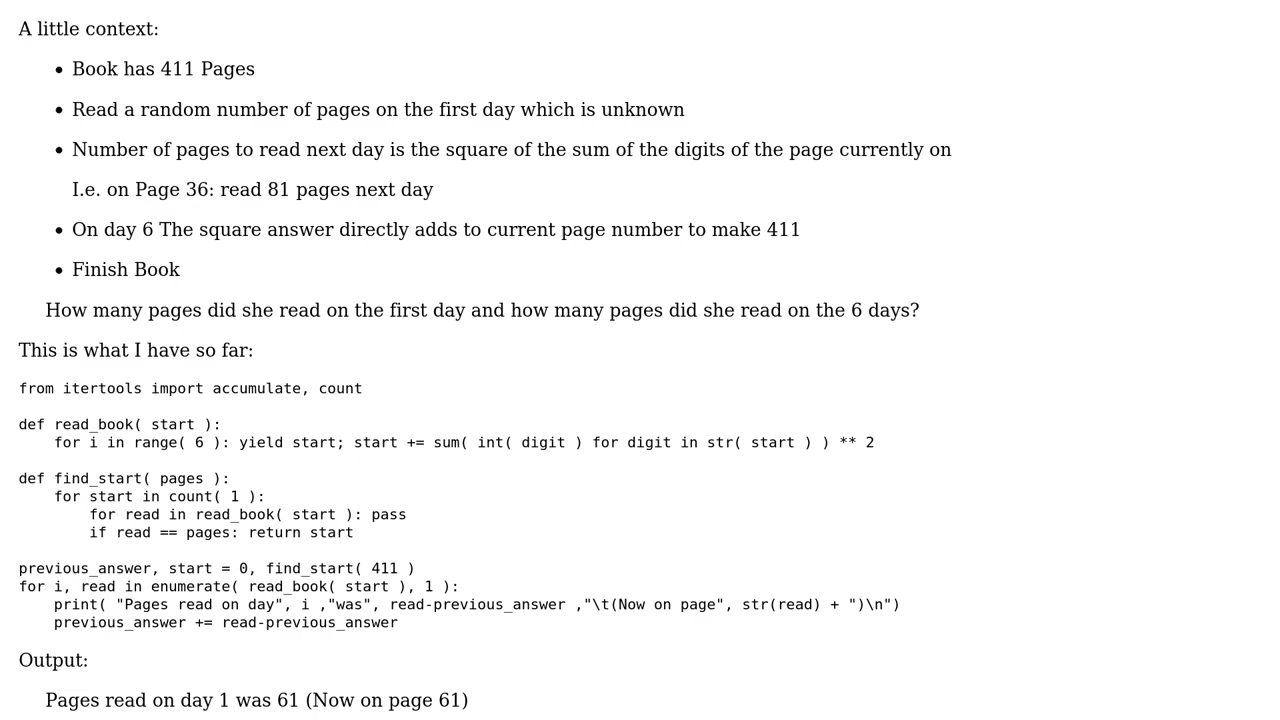 A little context:
• Book has 411 Pages
• Read a random number of pages on the first day which is unknown
• Number of pages to read next day is the square of the sum of the digits of the page currently on
I.e. on Page 36: read 81 pages next day
• On day 6 The square answer directly adds to current page number to make 411
• Finish Book
How many pages did she read on the first day and how many pages did she read on the 6 days?
This is what I have so far:
from itertools import accumulate, count
def read_book( start ):
    for i in range( 6 ): yield start; start += sum( int( digit ) for digit in str( start ) ) ** 2
def find_start( pages ):
    for start in count( 1 ):
        for read in read_book( start ): pass
        if read == pages: return start
previous_answer, start = 0, find_start( 411 )
for i, read in enumerate( read_book( start ), 1 ):
    print( "Pages read on day", i ,"was", read-previous_answer ,"\t(Now on page", str(read) + ")\n")
    previous_answer += read-previous_answer
Output:
Pages read on day 1 was 61 (Now on page 61)